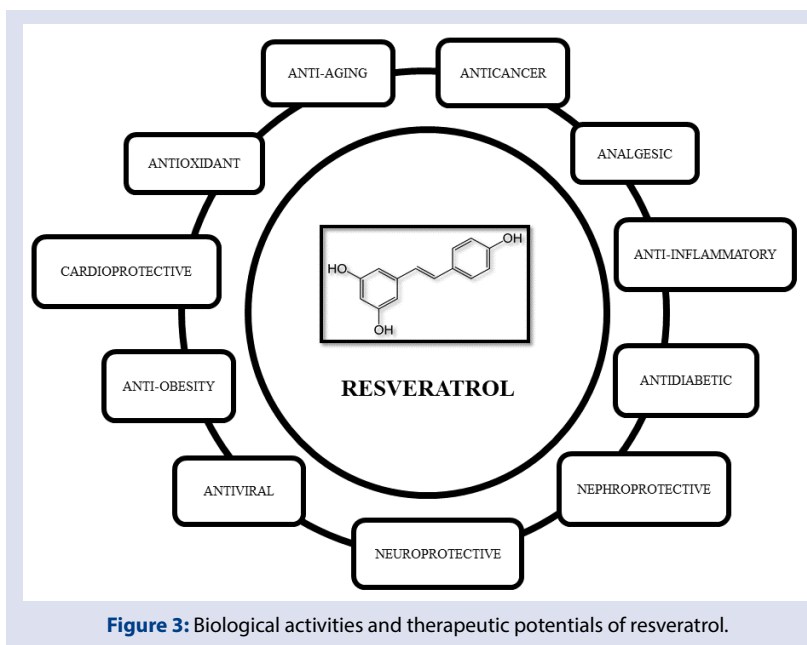 ANTI-AGING
ANTICANCER
ANTIOXIDANT
ANALGESIC
CARDIOPROTECTIVE
ANTI-INFLAMMATORY
HO
OH
OH
RESVERATROL
ANTI-OBESITY
ANTIDIABETIC
ANTIVIRAL
NEPHROPROTECTIVE
NEUROPROTECTIVE
Figure 3: Biological activities and therapeutic potentials of resveratrol.